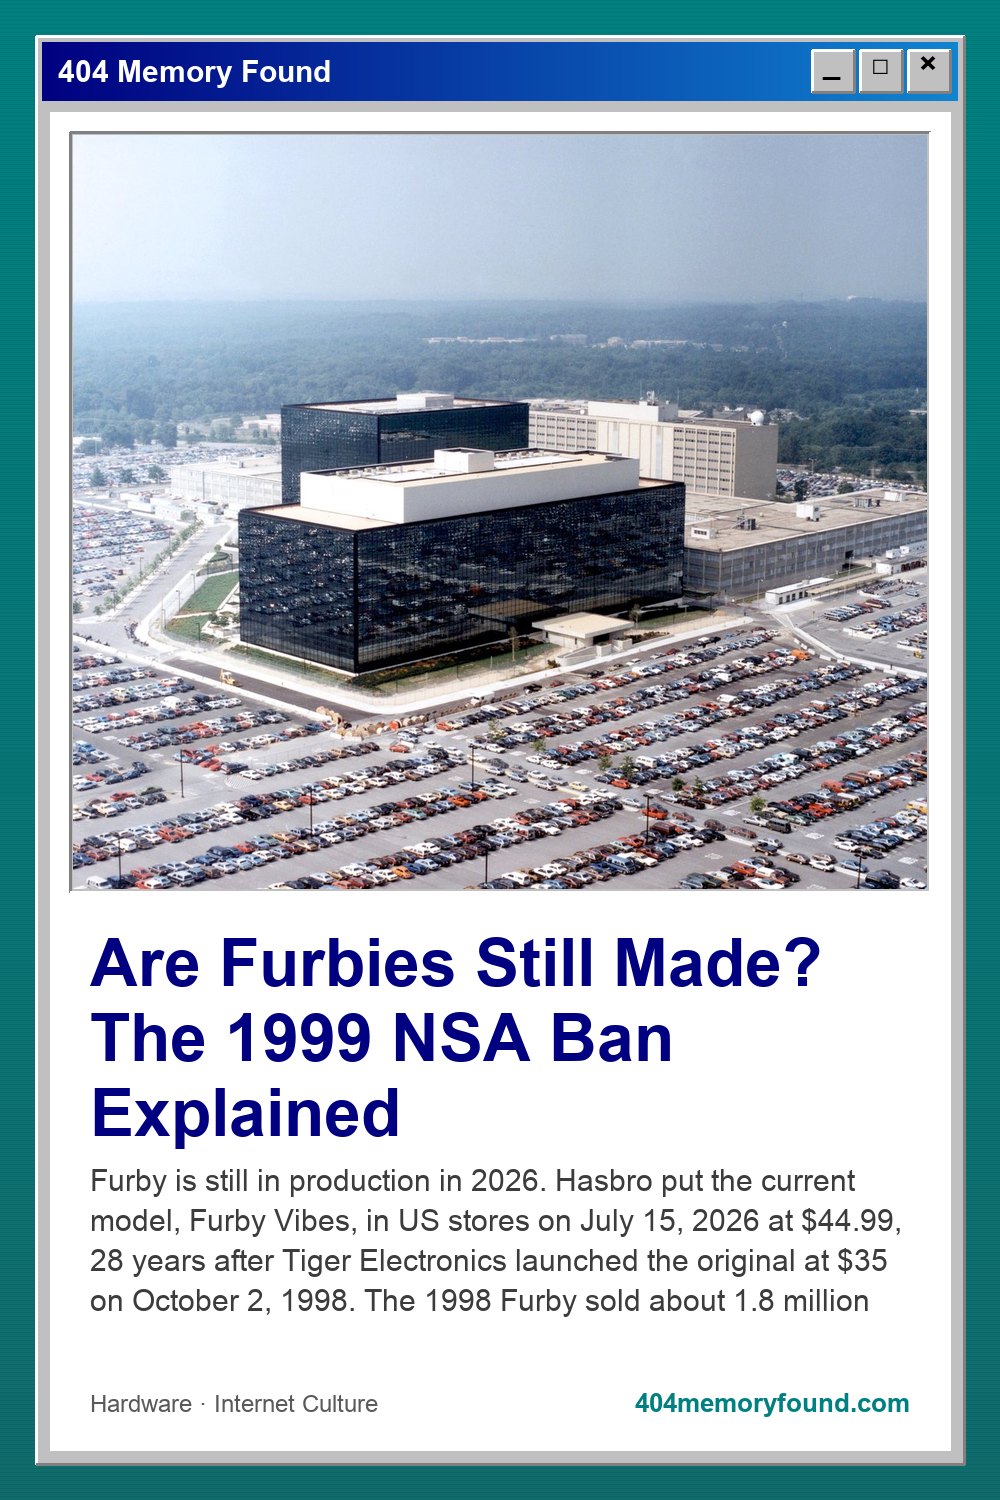 404 Memory Found
Are Furbies Still Made?
The 1999 NSA Ban
Explained
Furby is still in production in 2026. Hasbro put the current
model, Furby Vibes, in US stores on July 15, 2026 at $44.99,
28 years after Tiger Electronics launched the original at $35
on October 2, 1998. The 1998 Furby sold about 1.8 million
Hardware · Internet Culture
404memoryfound.com